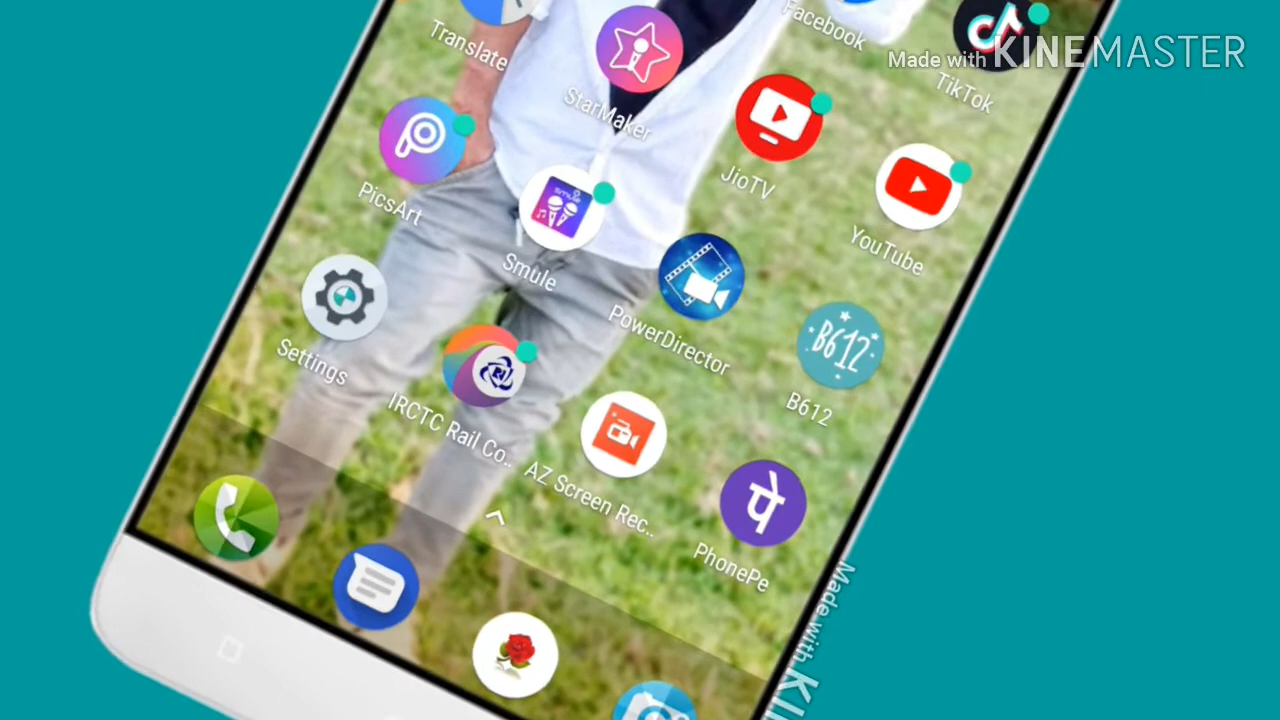 Translate
Facebook
Made with KINEMASTER
TikTok
StarMaker
JioTV
PicsArt
YouTube
smule
Smule
PowerDirector
Settings
B612
B612
IRCTC Rail Co..
AZ Screen Rec..
पे
PhonePe
Made with